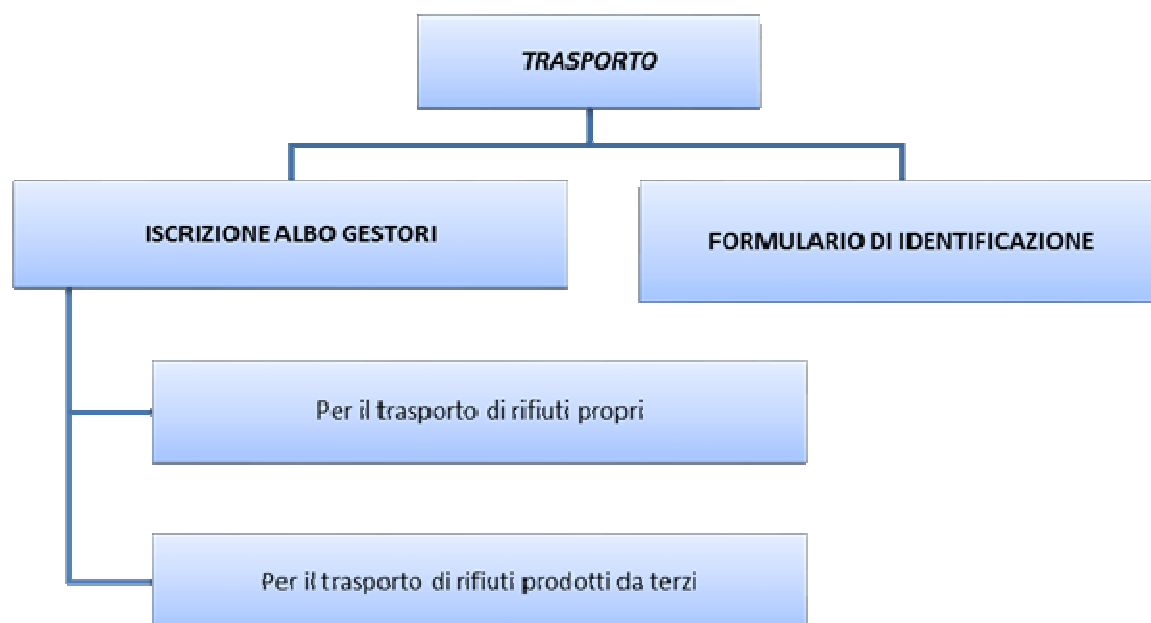 TRASPORTO
ISCRIZIONE ALBO GESTORI
FORMULARIO DI IDENTIFICAZIONE
Per il trasporto di rifiuti propri
Per il trasporto di rifiuti prodotti da terzi